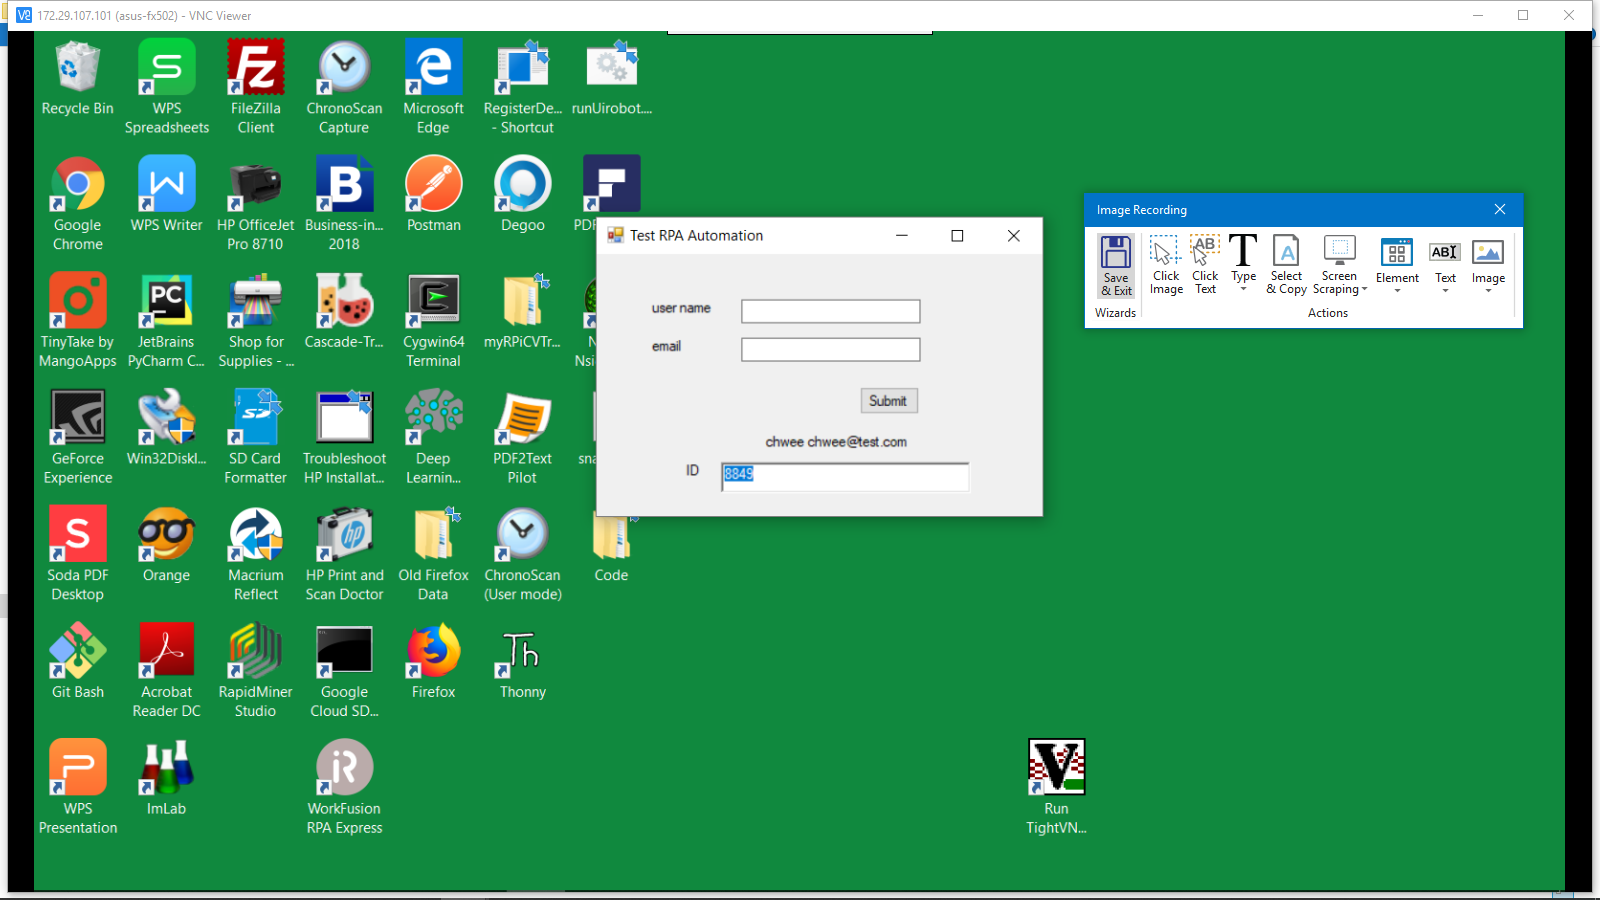 172.29.107.101 (asus-fx502) - VNC Viewer
Recycle Bin
WPS
Spreadsheets
FileZilla
Client
ChronoScan
Capture
Microsoft
Edge
RegisterDe...
- Shortcut
runUirobot....
Google
Chrome
WPS Writer
HP OfficeJet
Pro 8710
Business-in...
2018
Postman
Degoo
TinyTake by
MangoApps
JetBrains
PyCharm C...
Shop for
Supplies - ...
Cascade-Tr...
Cygwin64
Terminal
myRPiCVTr...
GeForce
Experience
Win32DiskI...
SD Card
Formatter
Troubleshoot
HP Installat...
Deep
Learnin...
PDF2Text
Pilot
Soda PDF
Desktop
Orange
Macrium
Reflect
HP Print and
Scan Doctor
Old Firefox
Data
ChronoScan
(User mode)
Code
Git Bash
Acrobat
Reader DC
RapidMiner
Studio
Google
Cloud SD...
Firefox
Thonny
WPS
Presentation
ImLab
WorkFusion
RPA Express
Run
TightVN...
Test RPA Automation
user name
email
Submit
chwee chwee@test.com
ID
8849
Image Recording
Save
& Exit
Click
Image
Click
Text
Type
Select
& Copy
Screen
Scraping
Element
Text
Image
Wizards
Actions